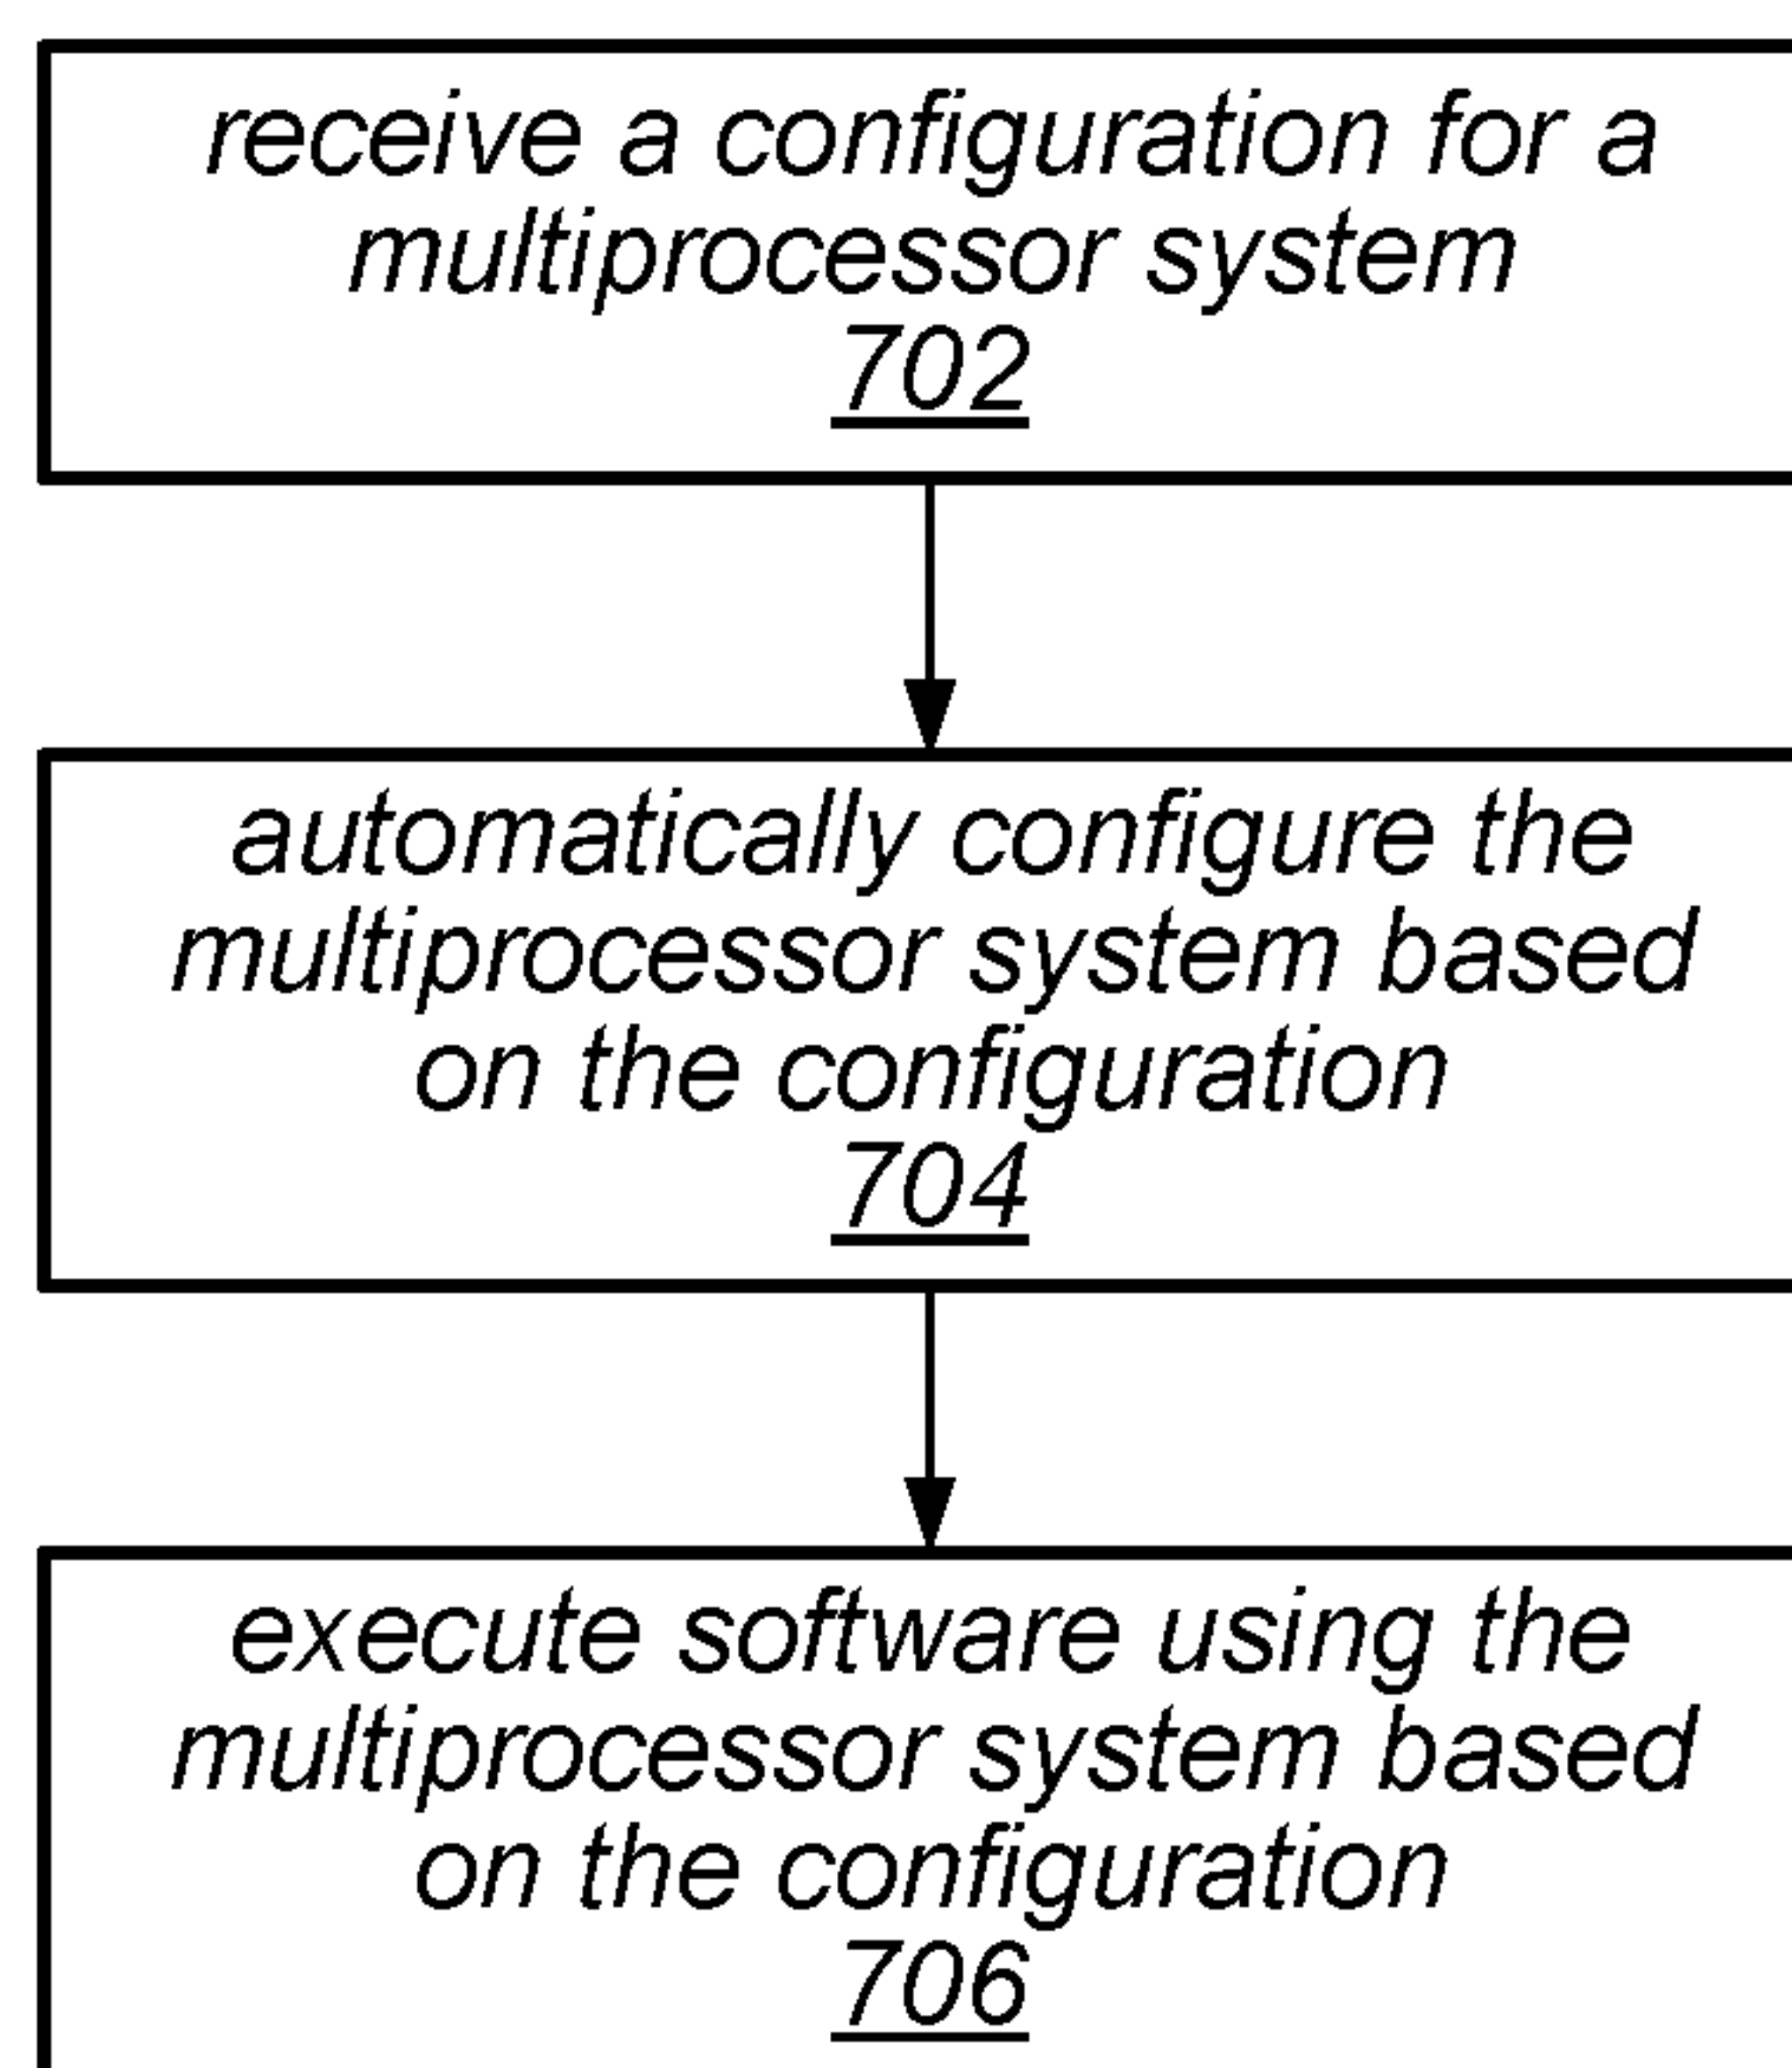 receive a configuration for a
multiprocessor system
702
automatically configure the
multiprocessor system based
on the configuration
704
execute software using the
multiprocessor system based
on the configuration
706